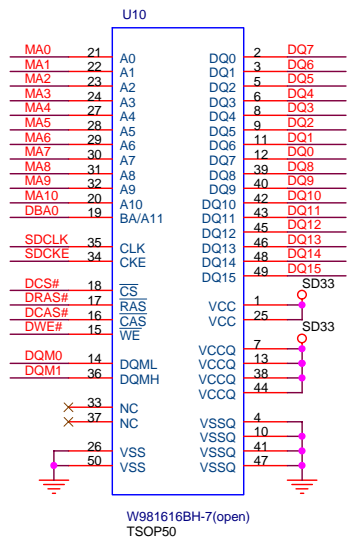 U10
MA0 21 A0 DQ0 2 DQ7
MA1 22 A1 DQ1 3 DQ6
MA2 23 A2 DQ2 5 DQ5
MA3 24 A3 DQ3 6 DQ4
MA4 27 A4 DQ4 8 DQ3
MA5 28 A5 DQ5 9 DQ2
MA6 29 A6 DQ6 11 DQ1
MA7 30 A7 DQ7 12 DQ0
MA8 31 A8 DQ8 39 DQ8
MA9 32 A9 DQ9 40 DQ9
MA10 20 A10 DQ10 42 DQ10
DBA0 19 BA/A11 DQ11 43 DQ11
DQ12 45 DQ12
SDCLK 35 CLK DQ13 46 DQ13
SDCKE 34 CKE DQ14 48 DQ14
DQ15 49 DQ15
SD33
DCS# 18 CS
DRAS# 17 RAS VCC 1
DCAS# 16 CAS VCC 25
DWE# 15 WE
SD33
VCCQ 7
DQM0 14 DQML VCCQ 13
DQM1 36 DQMH VCCQ 38
VCCQ 44
33 NC
37 NC VSSQ 4
VSSQ 10
26 VSS VSSQ 41
50 VSS VSSQ 47
W981616BH-7(open)
TSOP50